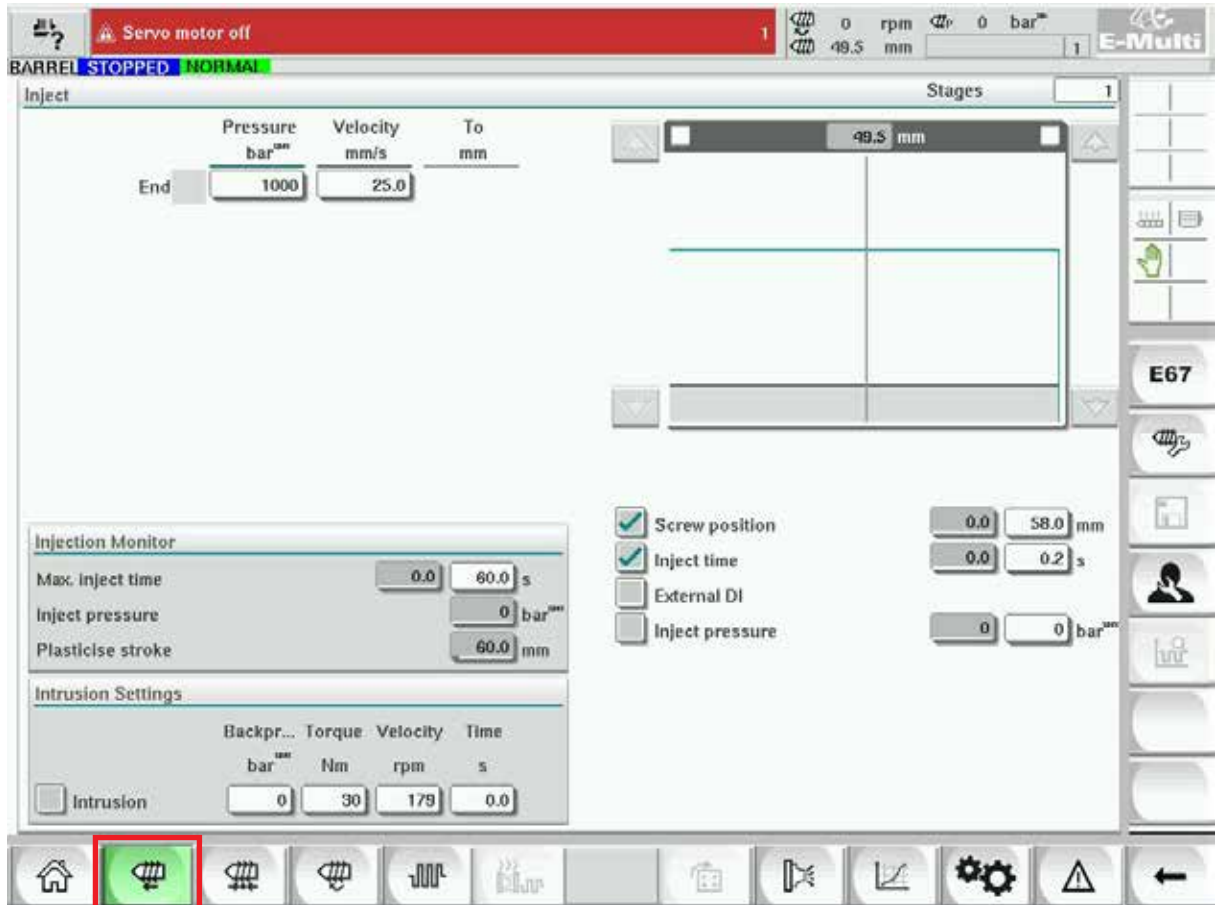 ? Servo motor off 1 0 rpm P 0 bar
49.5 mm 1 E-Multi
BARREL STOPPED NORMAL
Inject Stages 1
Pressure Velocity To
bar mm/s mm
49.5 mm
End 1000 25.0
E67
Screw position 0.0 58.0 mm
Injection Monitor
Inject time 0.0 0.2 s
Max. inject time 0.0 60.0 s
External DI
Inject pressure 0 bar
Inject pressure 0 0 bar
Plasticise stroke 60.0 mm
Intrusion Settings
Backpr... Torque Velocity Time
bar Nm rpm s
Intrusion 0 30 179 0.0